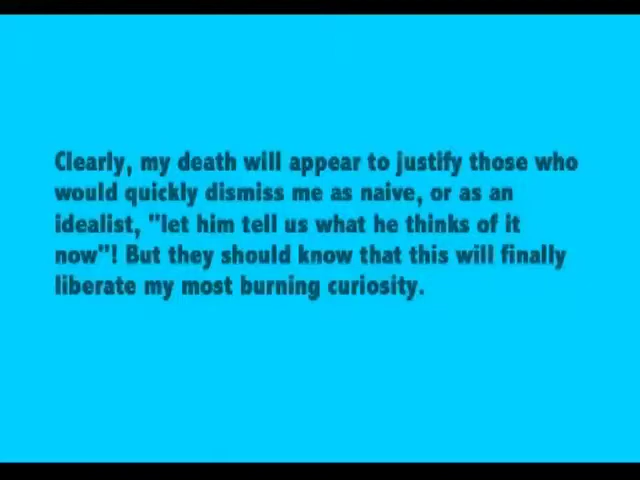 Clearly, my death will appear to justify those who
would quickly dismiss me as naive, or as an
idealist, "let him tell us what he thinks of it
now"! But they should know that this will finally
liberate my most burning curiosity.